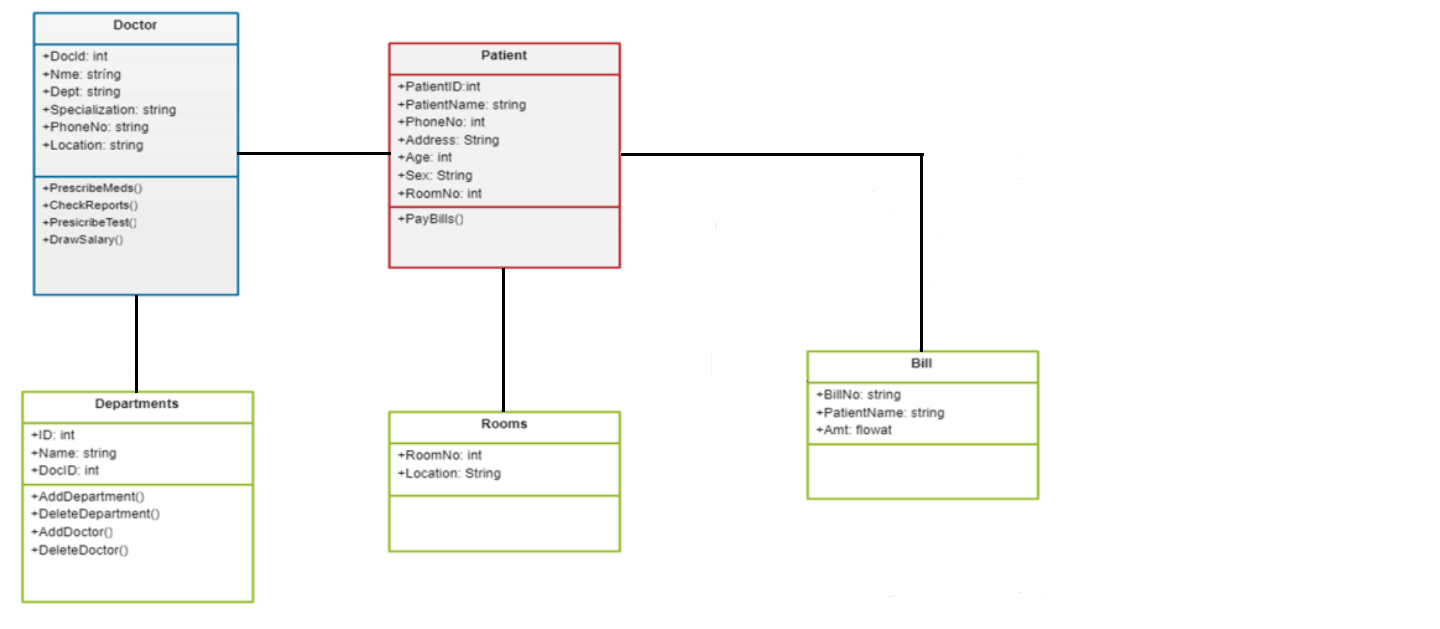 Doctor
+DocId: int
+Nme: stríng
+Dept: string
+Specialization: string
+PhoneNo: string
+Location: string
+PrescribeMeds()
+CheckReports()
+PresicribeTest()
+DrawSalary()
Patient
+PatientID:int
+PatientName: string
+PhoneNo: int
+Address: String
+Age: int
+Sex: String
+RoomNo: int
+PayBills()
Departments
+ID: int
+Name: string
+DocID: int
+AddDepartment()
+DeleteDepartment()
+AddDoctor()
+DeleteDoctor()
Rooms
+RoomNo: int
+Location: String
Bill
+BillNo: string
+PatientName: string
+Amt: flowat